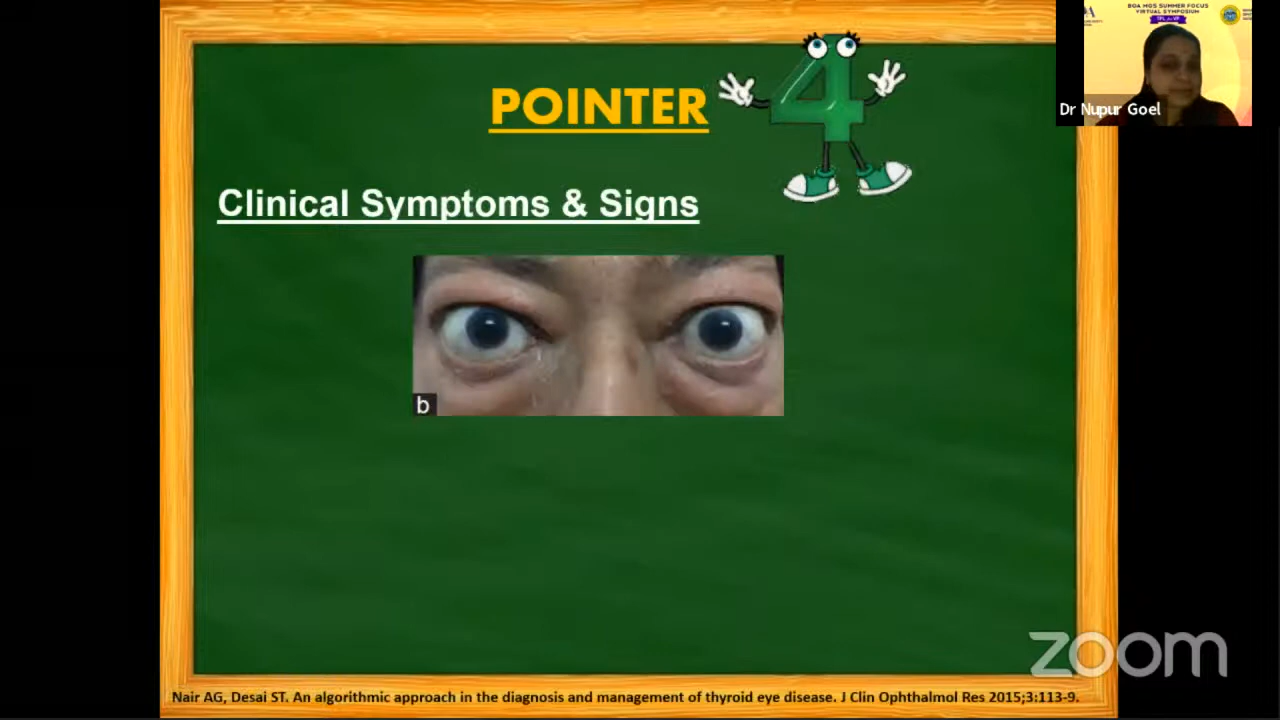 BOA MOS SUMMER FOCUS
VIRTUAL SYMPOSIUM
POINTER 4
Dr Nupur Goel
Clinical Symptoms & Signs
b
zoom
Nair AG, Desai ST. An algorithmic approach in the diagnosis and management of thyroid eye disease. J Clin Ophthalmol Res 2015;3:113-9.